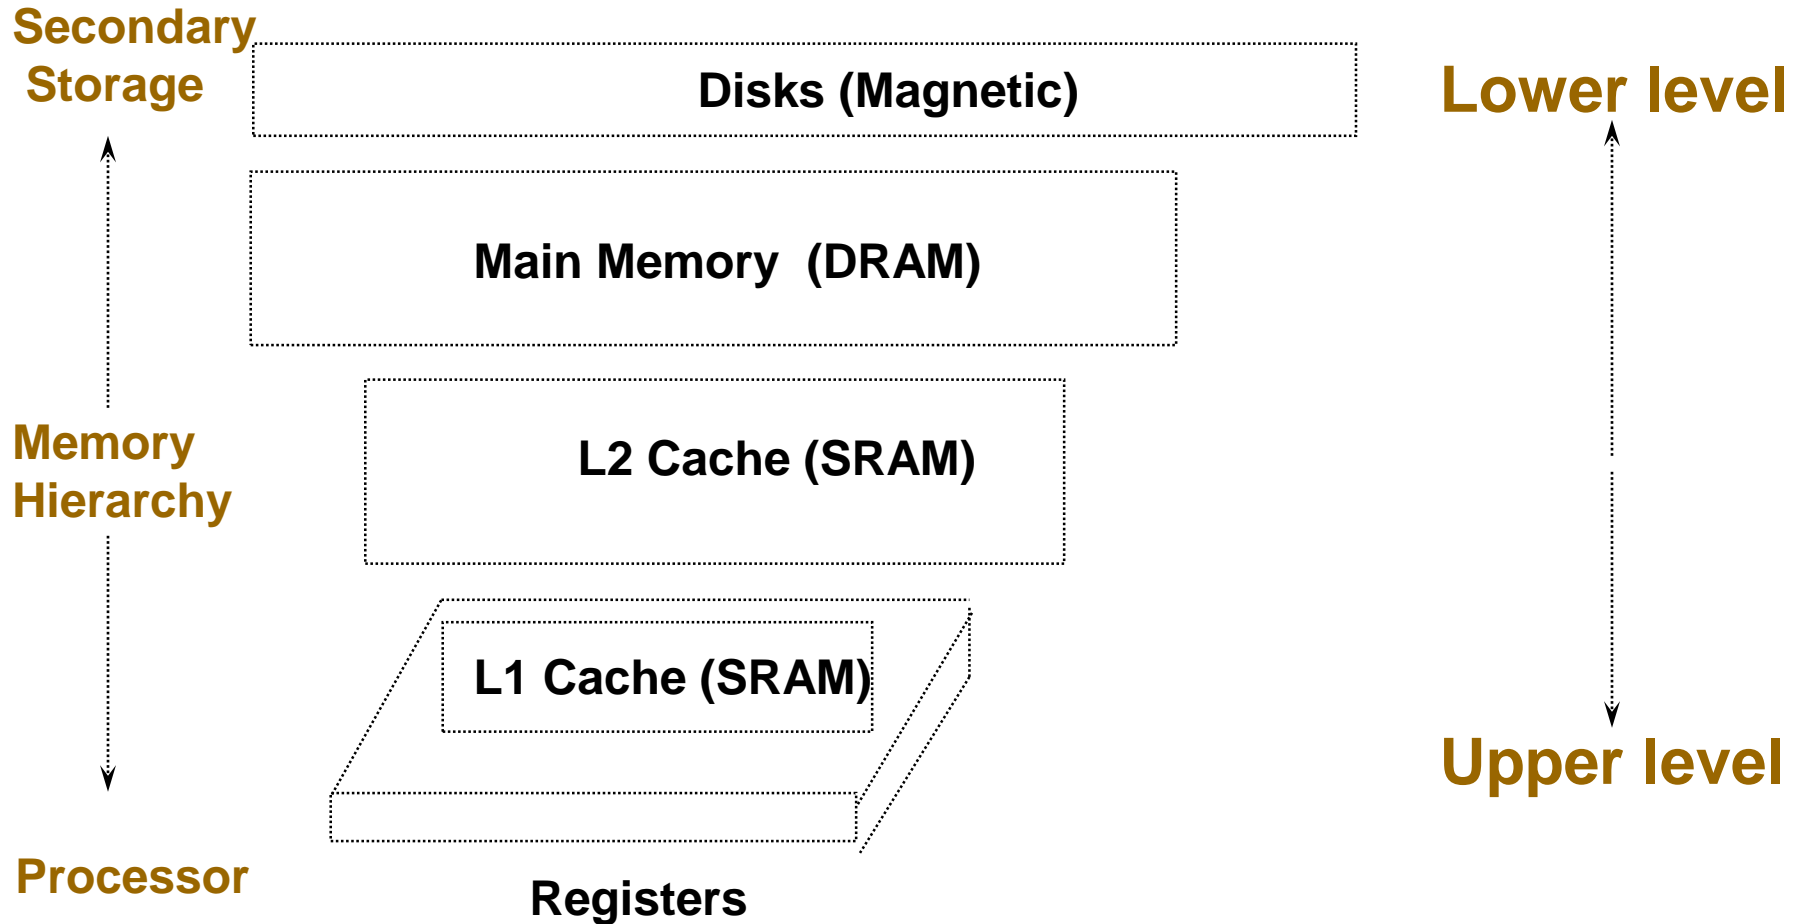 Secondary
Storage
Disks (Magnetic)
Lower level
Main Memory (DRAM)
Memory
Hierarchy
L2 Cache (SRAM)
L1 Cache (SRAM)
Upper level
Processor
Registers